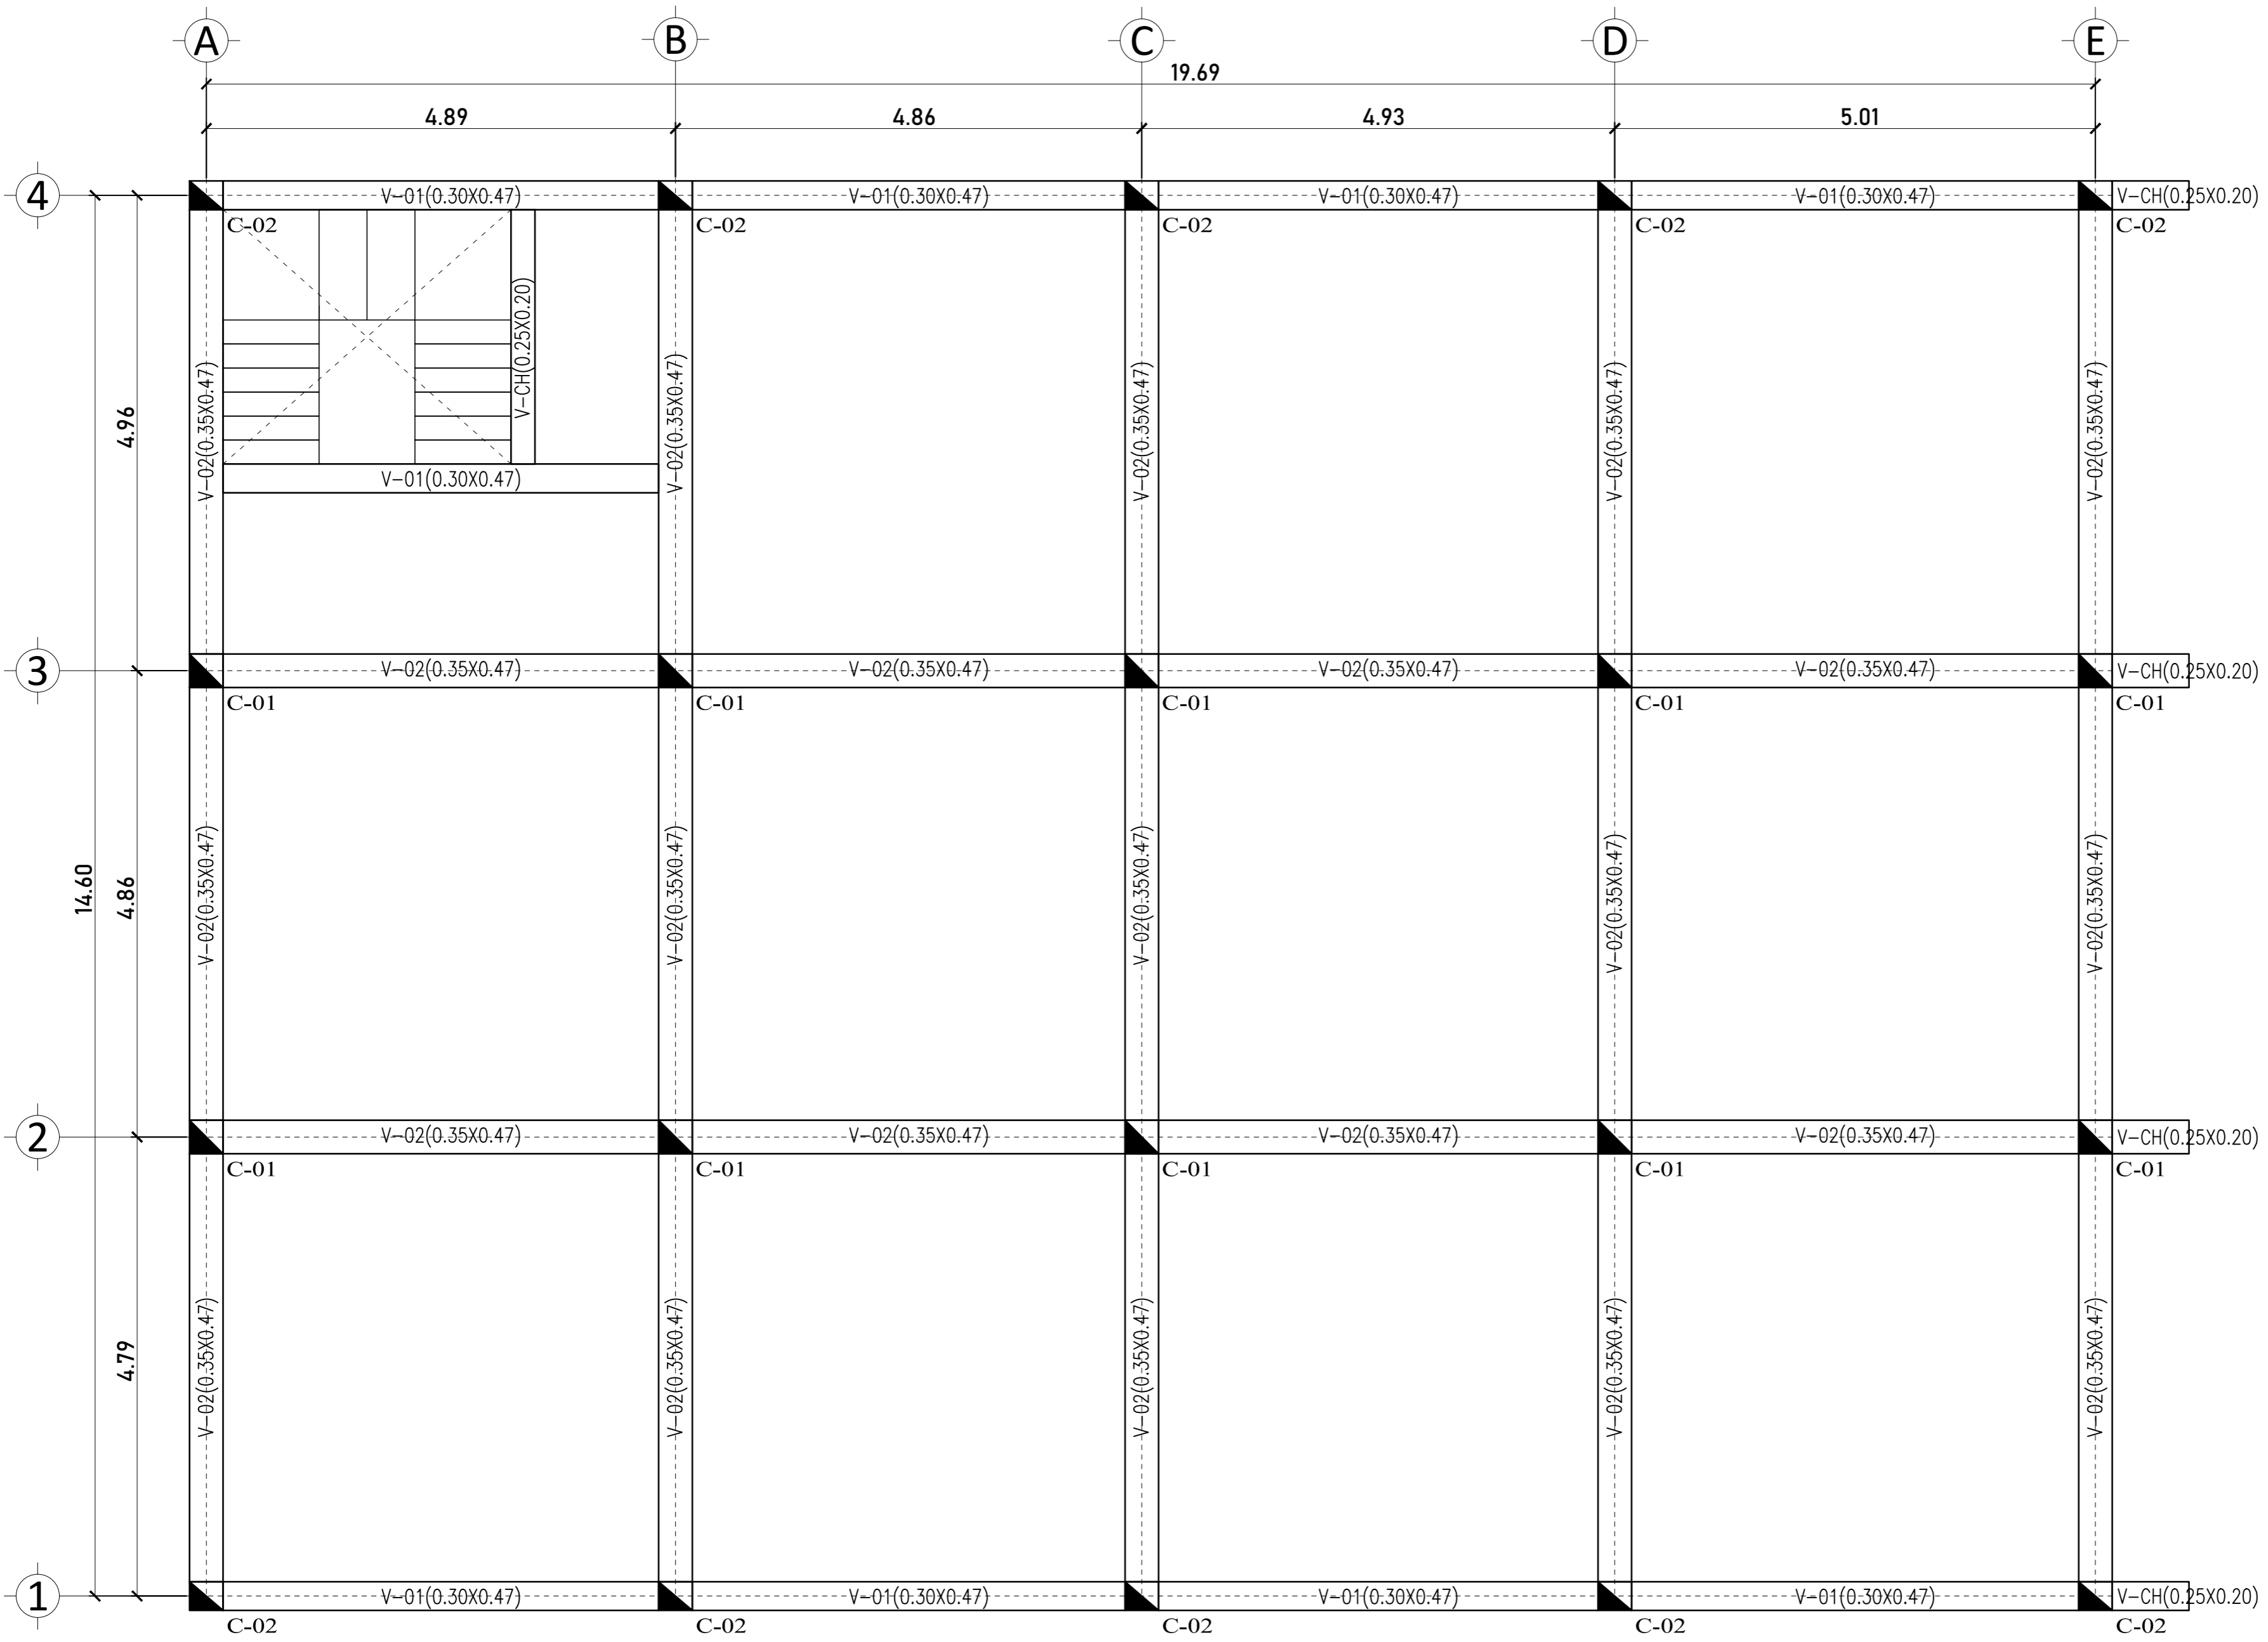 A B C D E
19.69
4.89 4.86 4.93 5.01
4 V-01(0.30X0.47) V-01(0.30X0.47) V-01(0.30X0.47) V-01(0.30X0.47) V-CH(0.25X0.20)
C-02 C-02 C-02 C-02 C-02
V-CH(0.25X0.20)
4.96 V-02(0.35X0.47) V-02(0.35X0.47) V-02(0.35X0.47) V-02(0.35X0.47) V-02(0.35X0.47)
V-01(0.30X0.47)
3 V-02(0.35X0.47) V-02(0.35X0.47) V-02(0.35X0.47) V-02(0.35X0.47) V-CH(0.25X0.20)
C-01 C-01 C-01 C-01 C-01
14.60 4.86 V-02(0.35X0.47) V-02(0.35X0.47) V-02(0.35X0.47) V-02(0.35X0.47) V-02(0.35X0.47)
2 V-02(0.35X0.47) V-02(0.35X0.47) V-02(0.35X0.47) V-02(0.35X0.47) V-CH(0.25X0.20)
C-01 C-01 C-01 C-01 C-01
4.79 V-02(0.35X0.47) V-02(0.35X0.47) V-02(0.35X0.47) V-02(0.35X0.47) V-02(0.35X0.47)
1 V-01(0.30X0.47) V-01(0.30X0.47) V-01(0.30X0.47) V-01(0.30X0.47) V-CH(0.25X0.20)
C-02 C-02 C-02 C-02 C-02